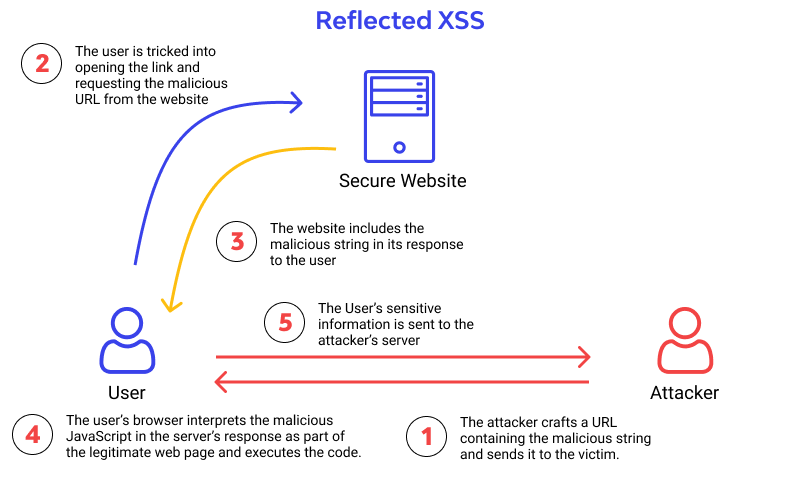 Reflected XSS
2
The user is tricked into
opening the link and
requesting the malicious
URL from the website
Secure Website
3
The website includes the
malicious string in its response
to the user
5
The User's sensitive
information is sent to the
attacker's server
User
Attacker
4
The user's browser interprets the malicious
JavaScript in the server's response as part of
the legitimate web page and executes the code.
1
The attacker crafts a URL
containing the malicious string
and sends it to the victim.